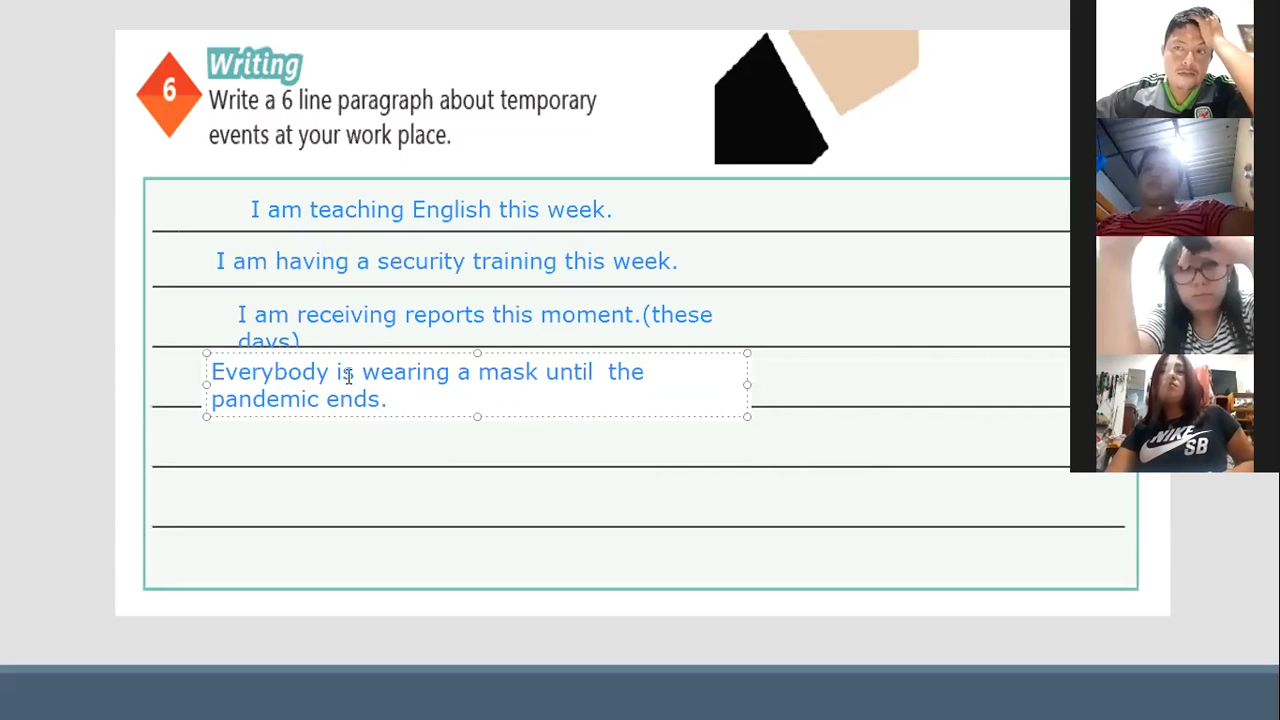 6
Writing
Write a 6 line paragraph about temporary
events at your work place.
I am teaching English this week.
I am having a security training this week.
I am receiving reports this moment.(these
days)
Everybody is wearing a mask until the
pandemic ends.
NIKE
SB